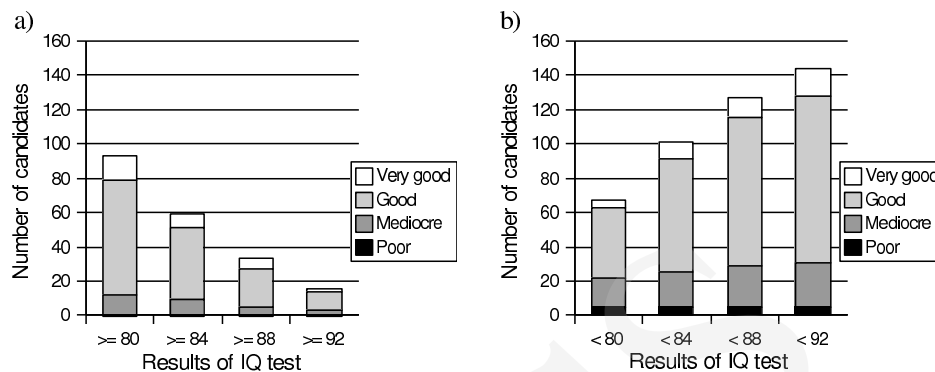 a)
160
140
120
100
80
60
40
20
0
Number of candidates
>= 80 >= 84 >= 88 >= 92
Results of IQ test
Very good
Good
Mediocre
Poor
b)
160
140
120
100
80
60
40
20
0
Number of candidates
< 80 < 84 < 88 < 92
Results of IQ test
Very good
Good
Mediocre
Poor